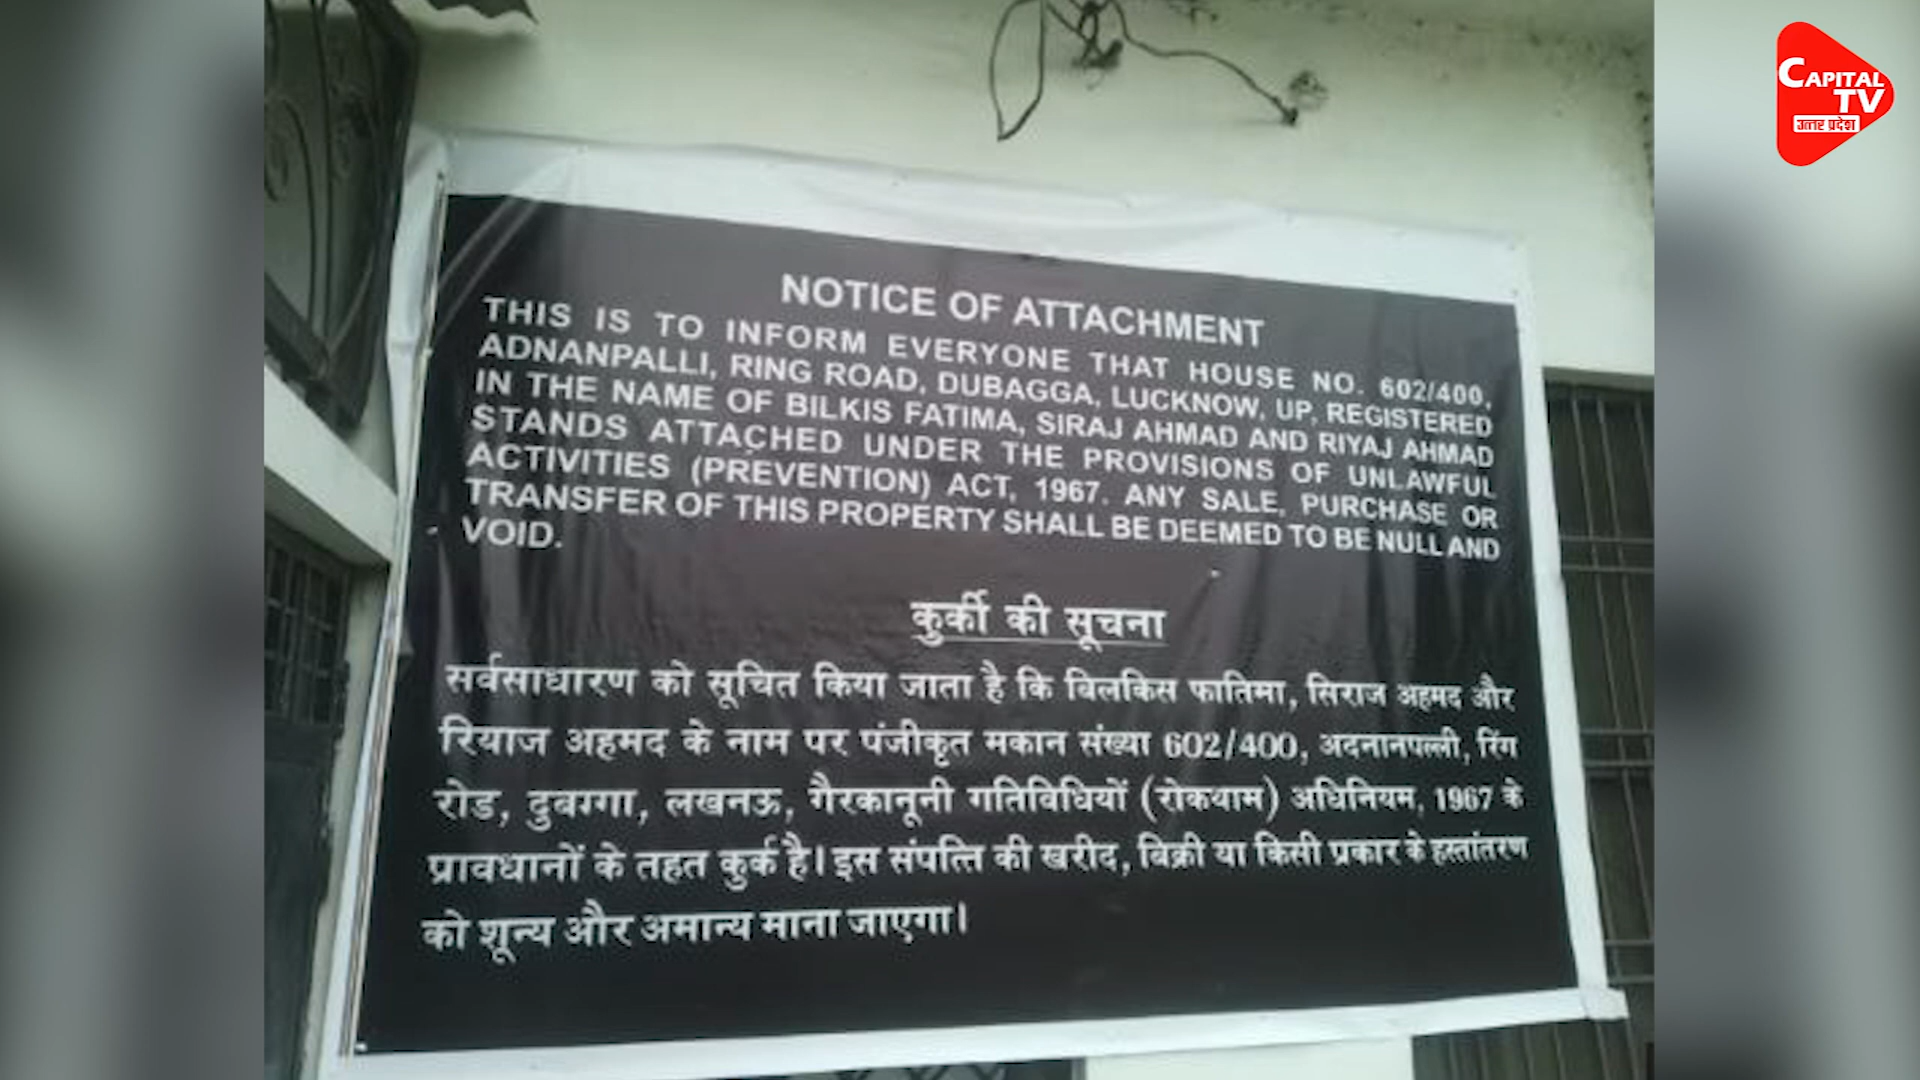 CAPITAL
TV
उत्तर प्रदेश
NOTICE OF ATTACHMENT
THIS IS TO INFORM EVERYONE THAT HOUSE NO. 602/400,
ADNANPALLI, RING ROAD, DUBAGGA, LUCKNOW, UP, REGISTERED
IN THE NAME OF BILKIS FATIMA, SIRAJ AHMAD AND RIYAJ AHMAD
STANDS ATTACHED UNDER THE PROVISIONS OF UNLAWFUL
ACTIVITIES (PREVENTION) ACT, 1967. ANY SALE, PURCHASE OR
TRANSFER OF THIS PROPERTY SHALL BE DEEMED TO BE NULL AND
VOID.
कुर्की की सूचना
सर्वसाधारण को सूचित किया जाता है कि बिलकिस फातिमा, सिराज अहमद और
रियाज अहमद के नाम पर पंजीकृत मकान संख्या 602/400, अदनानपल्ली, रिंग
रोड, दुबग्गा, लखनऊ, गैरकानूनी गतिविधियों (रोकथाम) अधिनियम, 1967 के
प्रावधानों के तहत कुर्क है। इस संपत्ति की खरीद, बिक्री या किसी प्रकार के हस्तांतरण
को शून्य और अमान्य माना जाएगा।